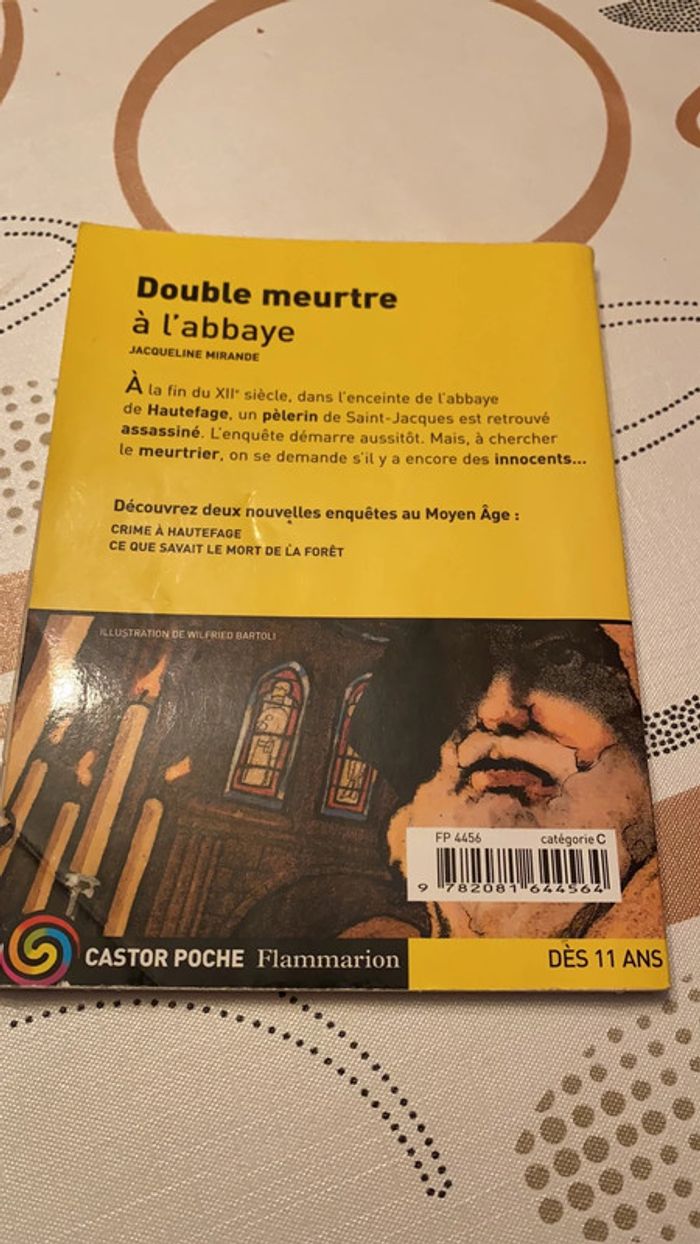 Double meurtre
à l'abbaye
JACQUELINE MIRANDE
À la fin du XIIe siècle, dans l'enceinte de l'abbaye
de Hautefage, un pèlerin de Saint-Jacques est retrouvé
assassiné. L'enquête démarre aussitôt. Mais, à chercher
le meurtrier, on se demande s'il y a encore des innocents...
Découvrez deux nouvelles enquêtes au Moyen Âge :
CRIME À HAUTEFAGE
CE QUE SAVAIT LE MORT DE LA FORÊT
ILLUSTRATION DE WILFRIED BARTOLI
FP 4456 catégorie C
9 782081 644564
CASTOR POCHE Flammarion DÈS 11 ANS